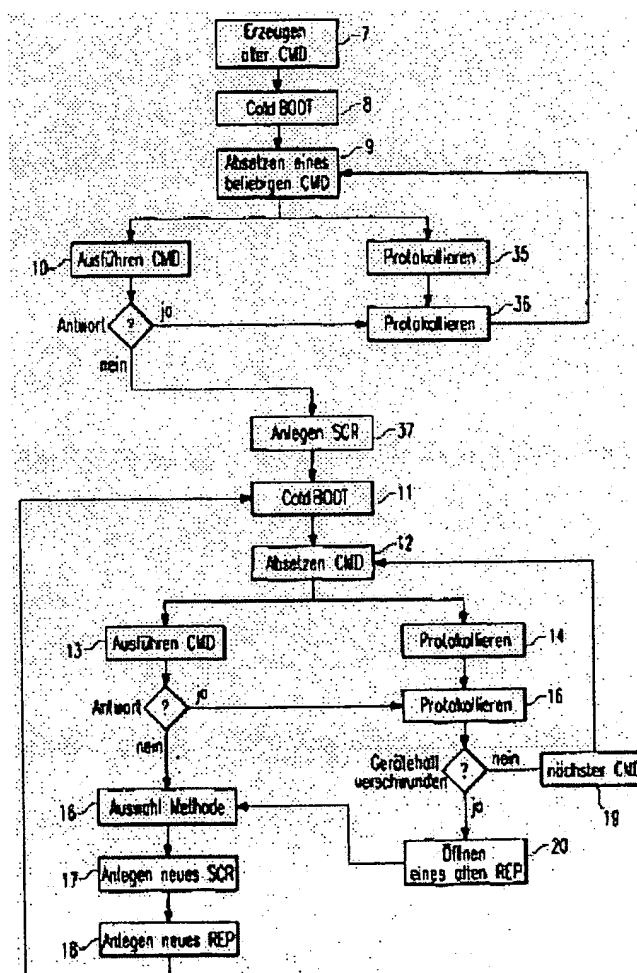 Erzeugen
aller CMD
7
Cold BOOT
8
Absetzen eines
beliebigen CMD
9
10
Ausführen CMD
Protokollieren
35
Antwort
?
ja
Protokollieren
36
nein
Anlegen SCR
37
Cold BOOT
11
Absetzen CMD
12
13
Ausführen CMD
Protokollieren
14
Antwort
?
ja
Protokollieren
16
nein
Gerätehalt
verschwunden
?
nein
nächster CMD
19
ja
16
Auswahl Methode
Öffnen
eines alten REP
20
17
Anlegen neues SCR
18
Anlegen neues REP